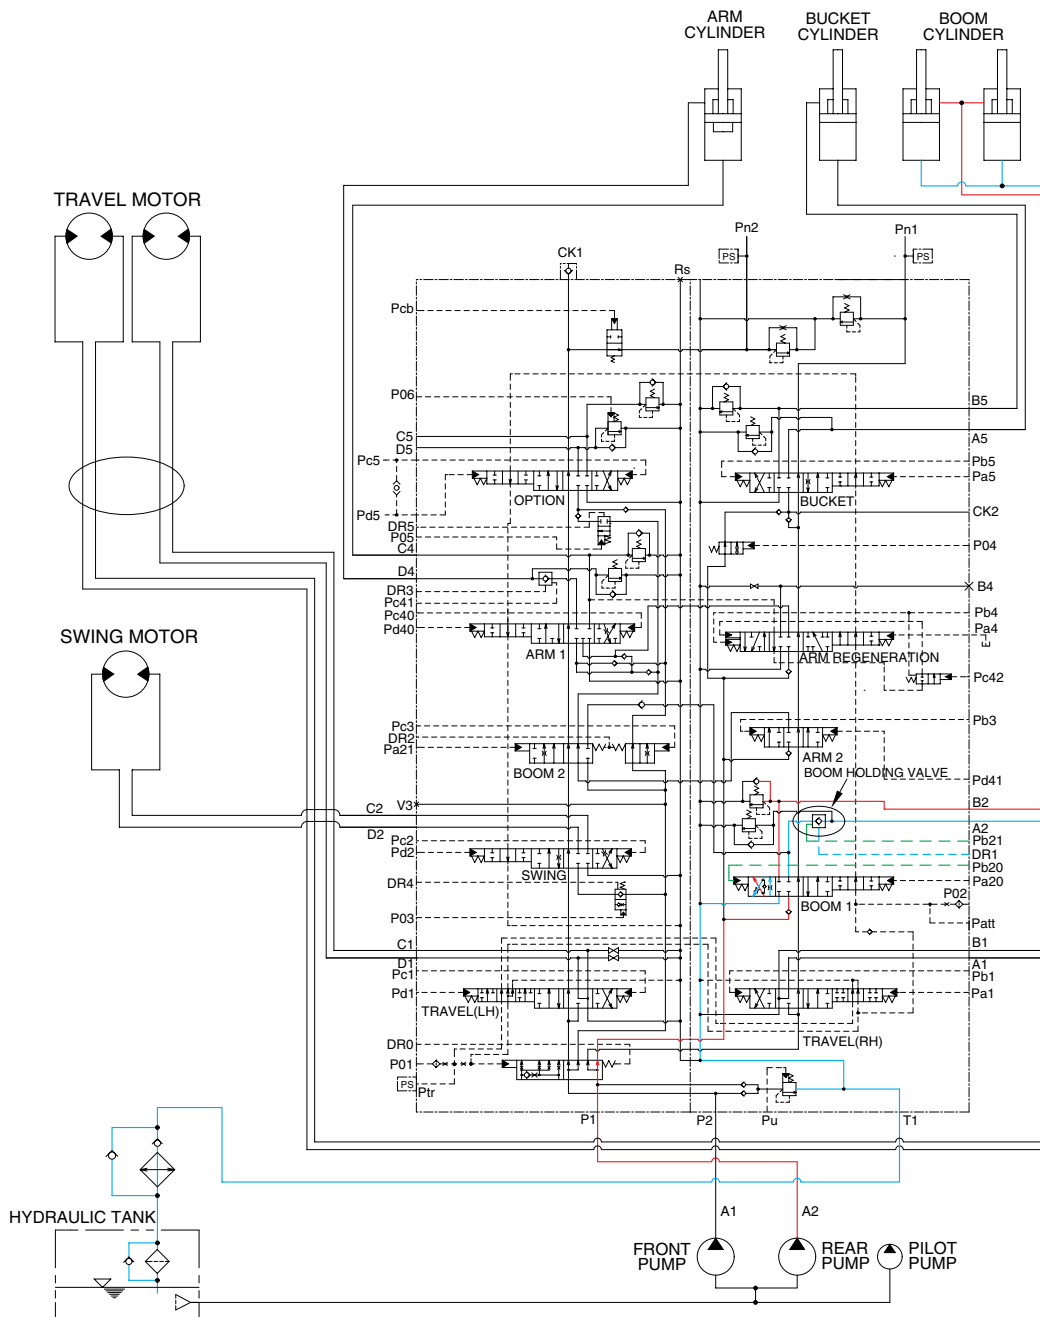 ARM
CYLINDER
BUCKET
CYLINDER
BOOM
CYLINDER
TRAVEL MOTOR
Pn2
Pn1
CK1
PS
PS
Rs
Pcb
P06
B5
C5
D5
A5
Pc5
Pb5
Pa5
OPTION
BUCKET
Pd5
CK2
DR5
P05
C4
P04
D4
B4
DR3
Pc41
Pc40
Pb4
Pd40
Pa4
E
SWING MOTOR
ARM 1
ARM REGENERATION
Pc42
Pc3
Pb3
DR2
Pa21
ARM 2
BOOM 2
BOOM HOLDING VALVE
Pd41
V3
B2
C2
D2
A2
Pc2
Pb21
Pd2
DR1
SWING
Pb20
DR4
Pa20
BOOM 1
P02
P03
Patt
C1
B1
D1
A1
Pc1
Pb1
Pd1
Pa1
TRAVEL(LH)
TRAVEL(RH)
DR0
P01
PS
Ptr
P1
P2
Pu
T1
A1
A2
HYDRAULIC TANK
FRONT
PUMP
REAR
PUMP
PILOT
PUMP